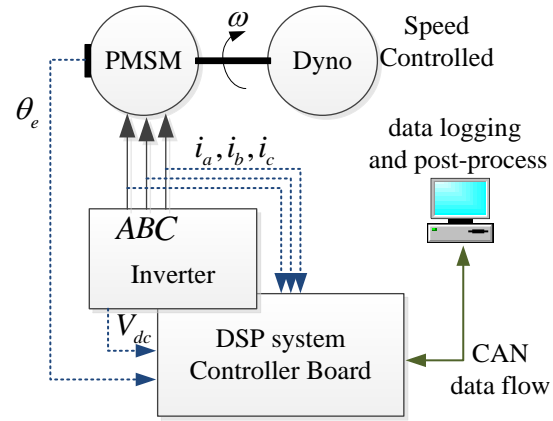 ω
Speed
Controlled
PMSM
Dyno
θe
ia, ib, ic
data logging
and post-process
ABC
Inverter
Vdc
DSP system
Controller Board
CAN
data flow